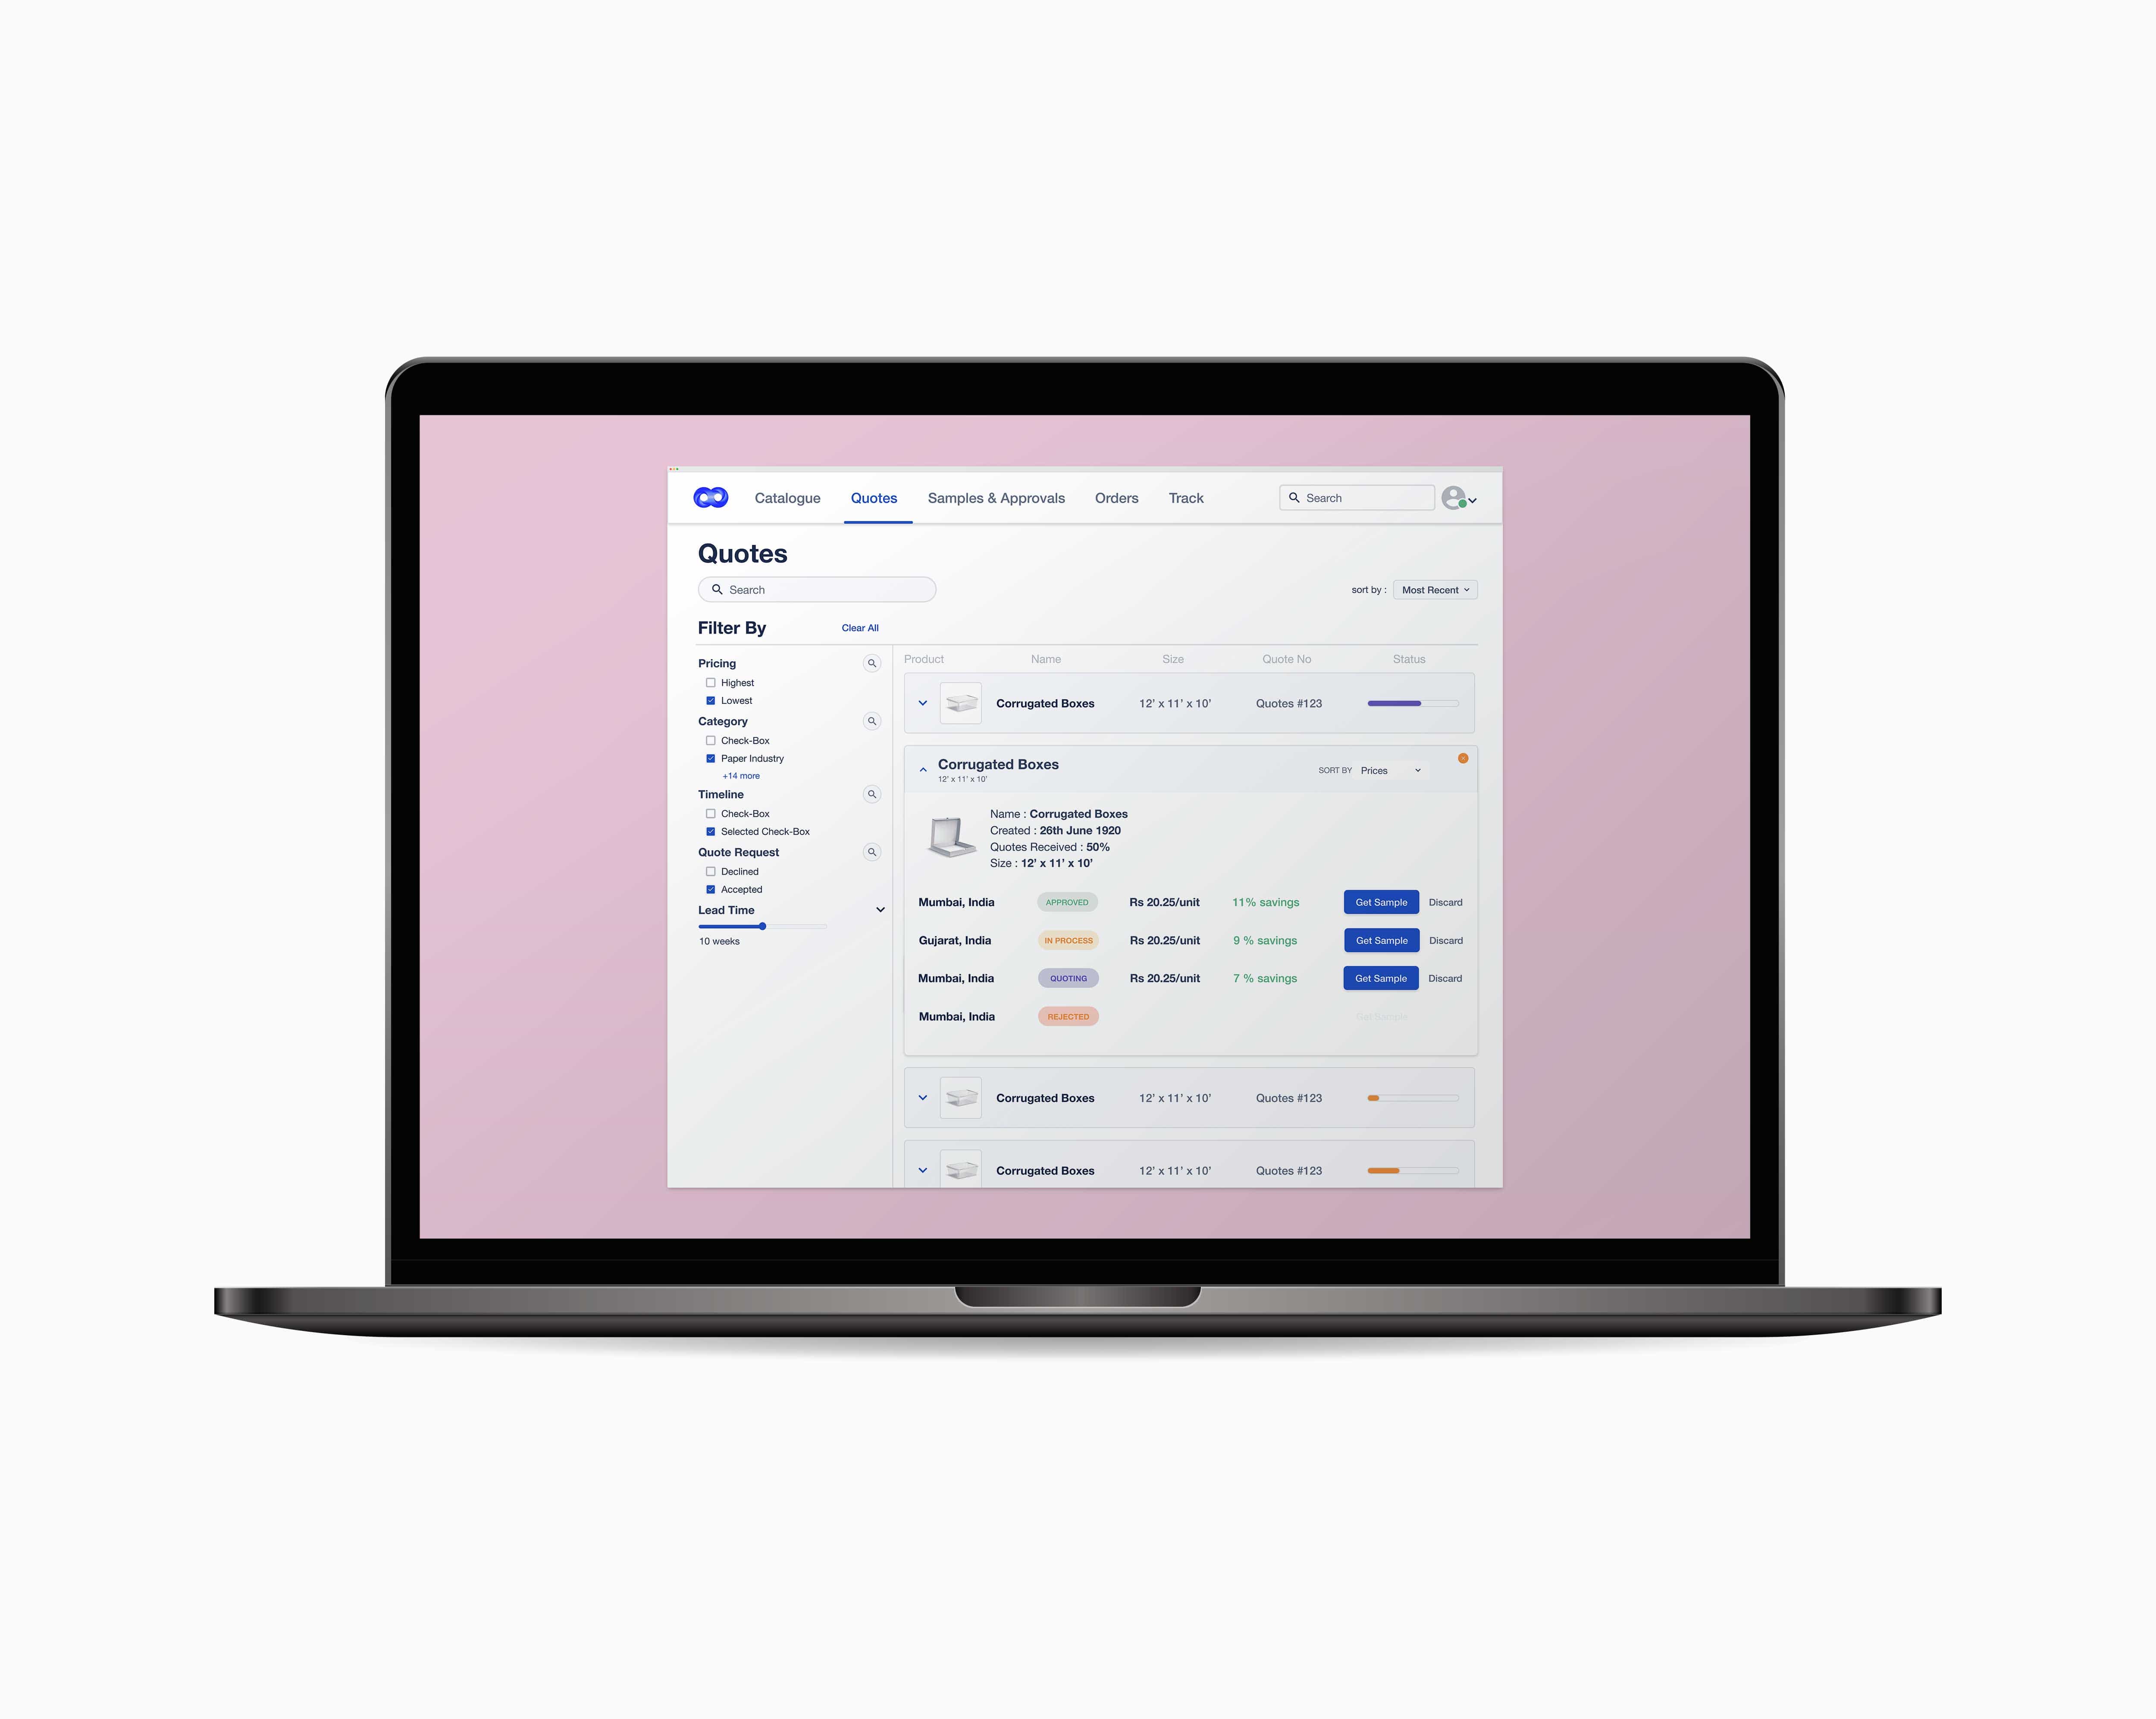 Catalogue Quotes Samples & Approvals Orders Track Search
Quotes
Search sort by : Most Recent
Filter By Clear All
Pricing
Highest
Lowest
Category
Check-Box
Paper Industry
+14 more
Timeline
Check-Box
Selected Check-Box
Quote Request
Declined
Accepted
Lead Time
10 weeks
Product Name Size Quote No Status
Corrugated Boxes 12’ x 11’ x 10’ Quotes #123
Corrugated Boxes
12’ x 11’ x 10’
SORT BY Prices
Name : Corrugated Boxes
Created : 26th June 1920
Quotes Received : 50%
Size : 12’ x 11’ x 10’
Mumbai, India APPROVED Rs 20.25/unit 11% savings Get Sample Discard
Gujarat, India IN PROCESS Rs 20.25/unit 9 % savings Get Sample Discard
Mumbai, India QUOTING Rs 20.25/unit 7 % savings Get Sample Discard
Mumbai, India REJECTED Get Sample
Corrugated Boxes 12’ x 11’ x 10’ Quotes #123
Corrugated Boxes 12’ x 11’ x 10’ Quotes #123